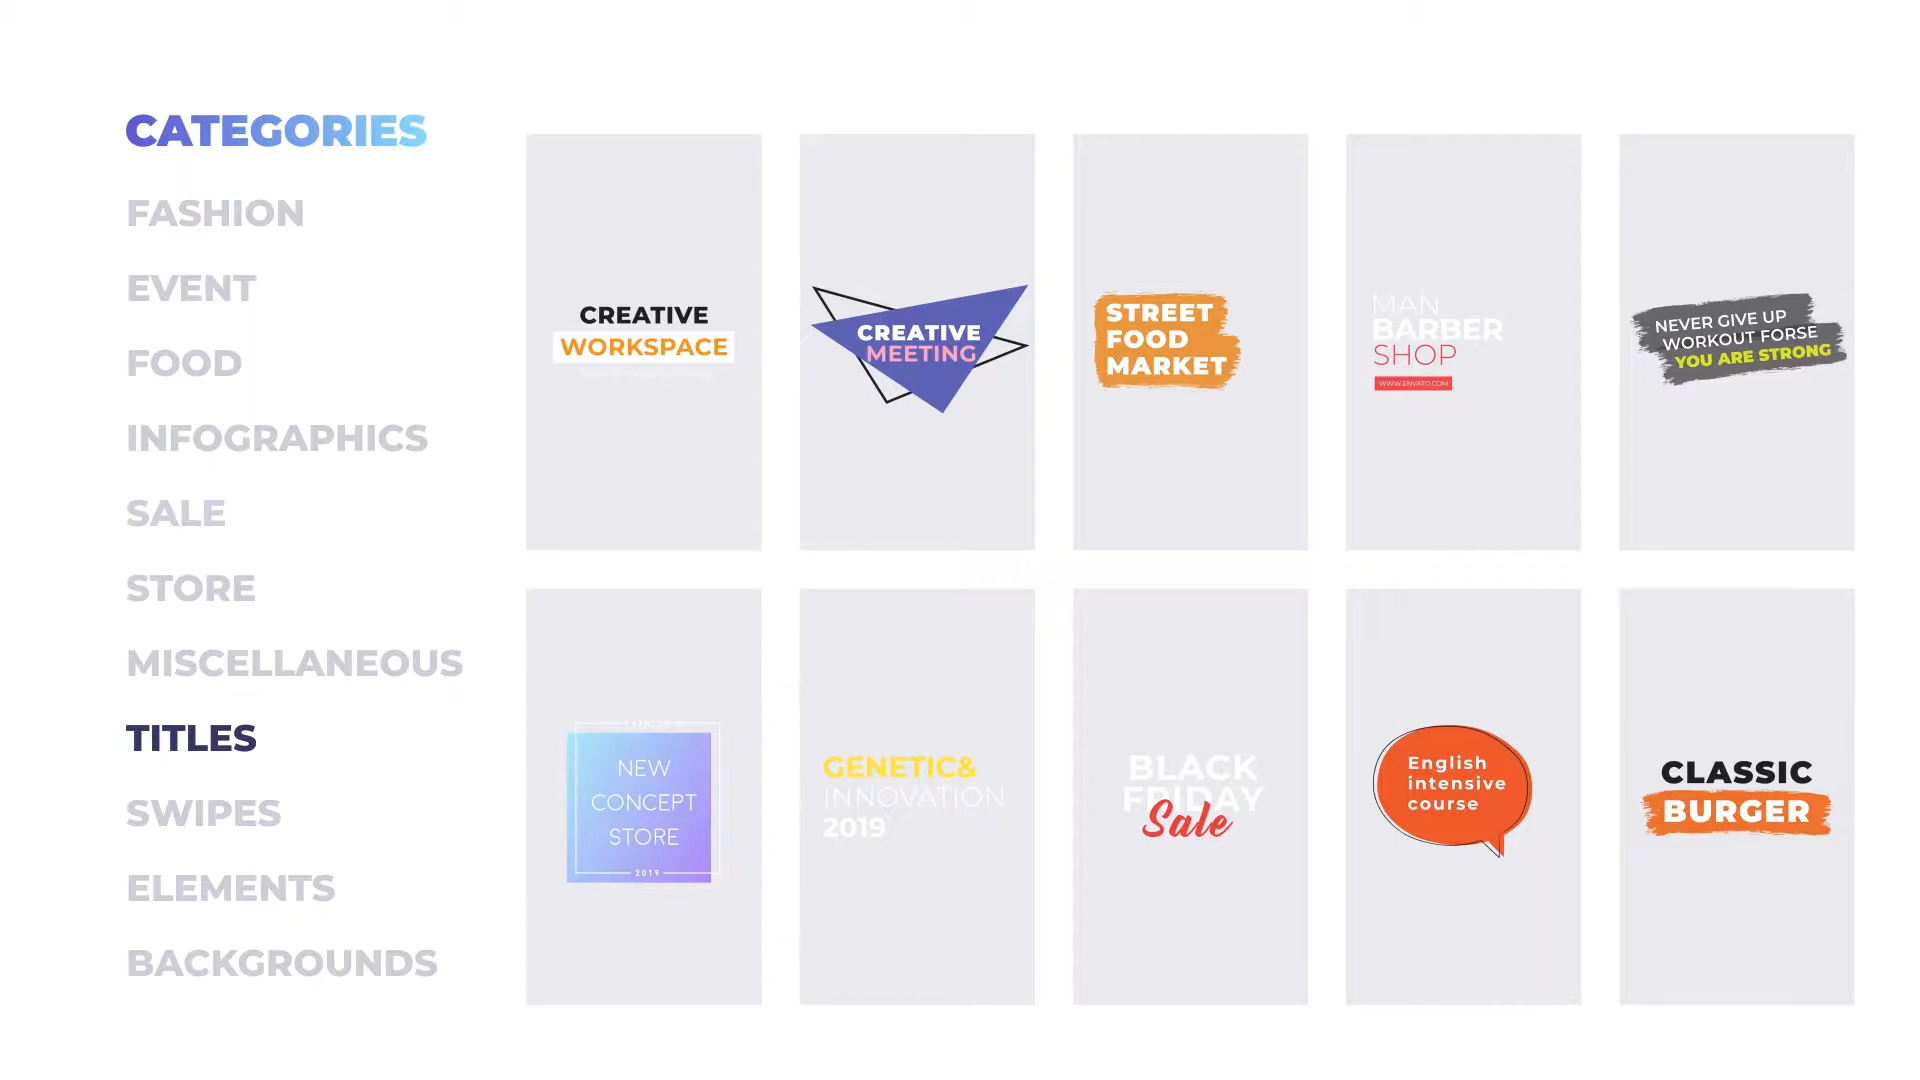 CATEGORIES
FASHION
EVENT
FOOD
INFOGRAPHICS
SALE
STORE
MISCELLANEOUS
TITLES
SWIPES
ELEMENTS
BACKGROUNDS
CREATIVE
WORKSPACE
CREATIVE
MEETING
STREET
FOOD
MARKET
MAN
BARBER
SHOP
WWW.ENVATO.COM
NEVER GIVE UP
WORKOUT FORSE
YOU ARE STRONG
FASHION
NEW
CONCEPT
STORE
2019
GENETIC&
INNOVATION
2019
BLACK
FRIDAY
Sale
English
intensive
course
CLASSIC
BURGER